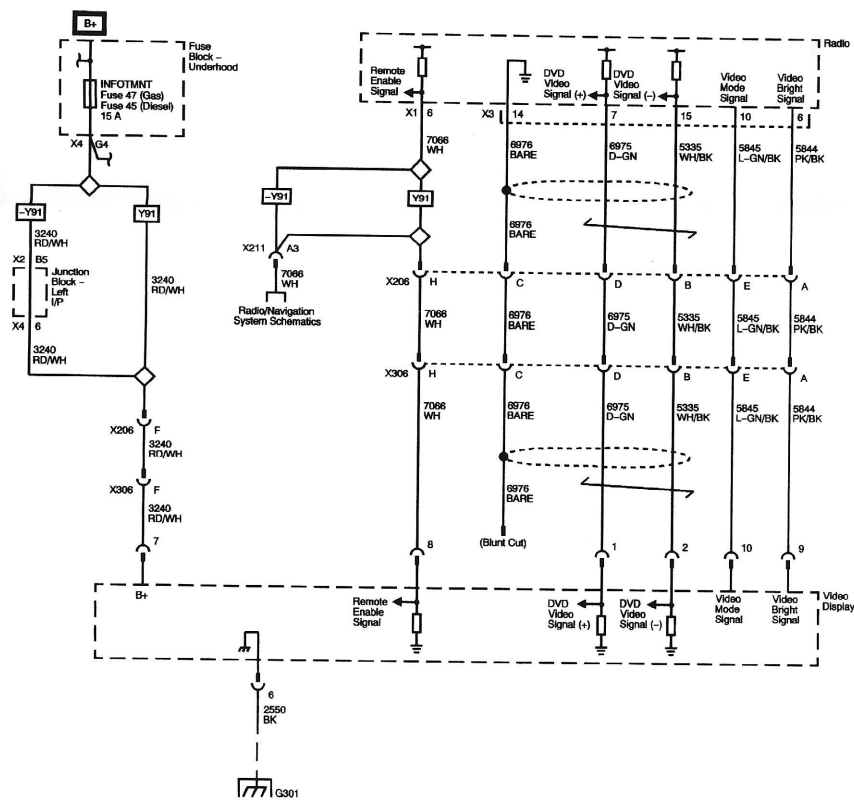 B+
Fuse
Block –
Underhood
INFOTMNT
Fuse 47 (Gas)
Fuse 45 (Diesel)
15 A
X4
G4
–Y91
Y91
3240
RD/WH
X2
B5
Junction
Block –
Left
I/P
X4
6
3240
RD/WH
3240
RD/WH
X206
F
3240
RD/WH
X306
F
3240
RD/WH
7
B+
Radio
Remote
Enable
Signal
DVD
Video
Signal (+)
DVD
Video
Signal (–)
Video
Mode
Signal
Video
Bright
Signal
X1
6
X3
14
7
15
10
6
7066
WH
6976
BARE
6975
D–GN
5335
WH/BK
5845
L–GN/BK
5844
PK/BK
–Y91
Y91
X211
A3
7066
WH
Radio/Navigation
System Schematics
6976
BARE
X206
H
C
D
B
E
A
7066
WH
6976
BARE
6975
D–GN
5335
WH/BK
5845
L–GN/BK
5844
PK/BK
X306
H
C
D
B
E
A
7066
WH
6976
BARE
6975
D–GN
5335
WH/BK
5845
L–GN/BK
5844
PK/BK
6976
BARE
(Blunt Cut)
8
1
2
10
9
Remote
Enable
Signal
DVD
Video
Signal (+)
DVD
Video
Signal (–)
Video
Mode
Signal
Video
Bright
Signal
Video
Display
6
2550
BK
G301